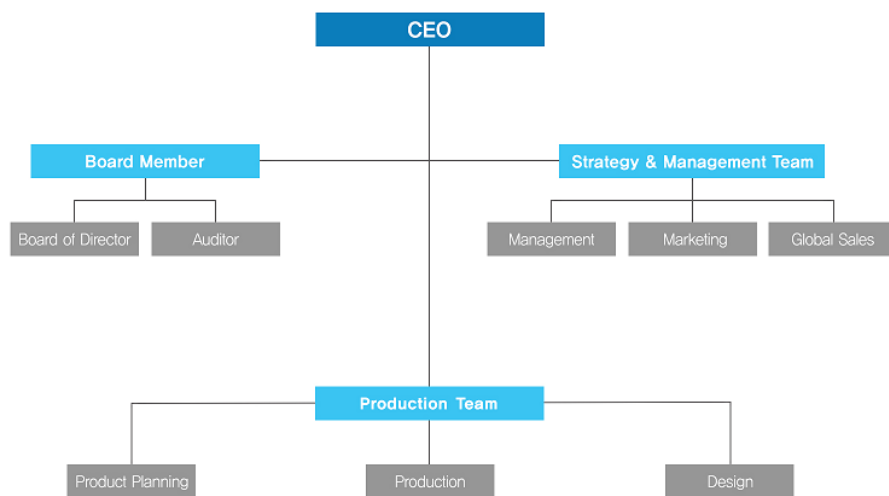 CEO
Board Member
Strategy & Management Team
Board of Director
Auditor
Management
Marketing
Global Sales
Production Team
Product Planning
Production
Design